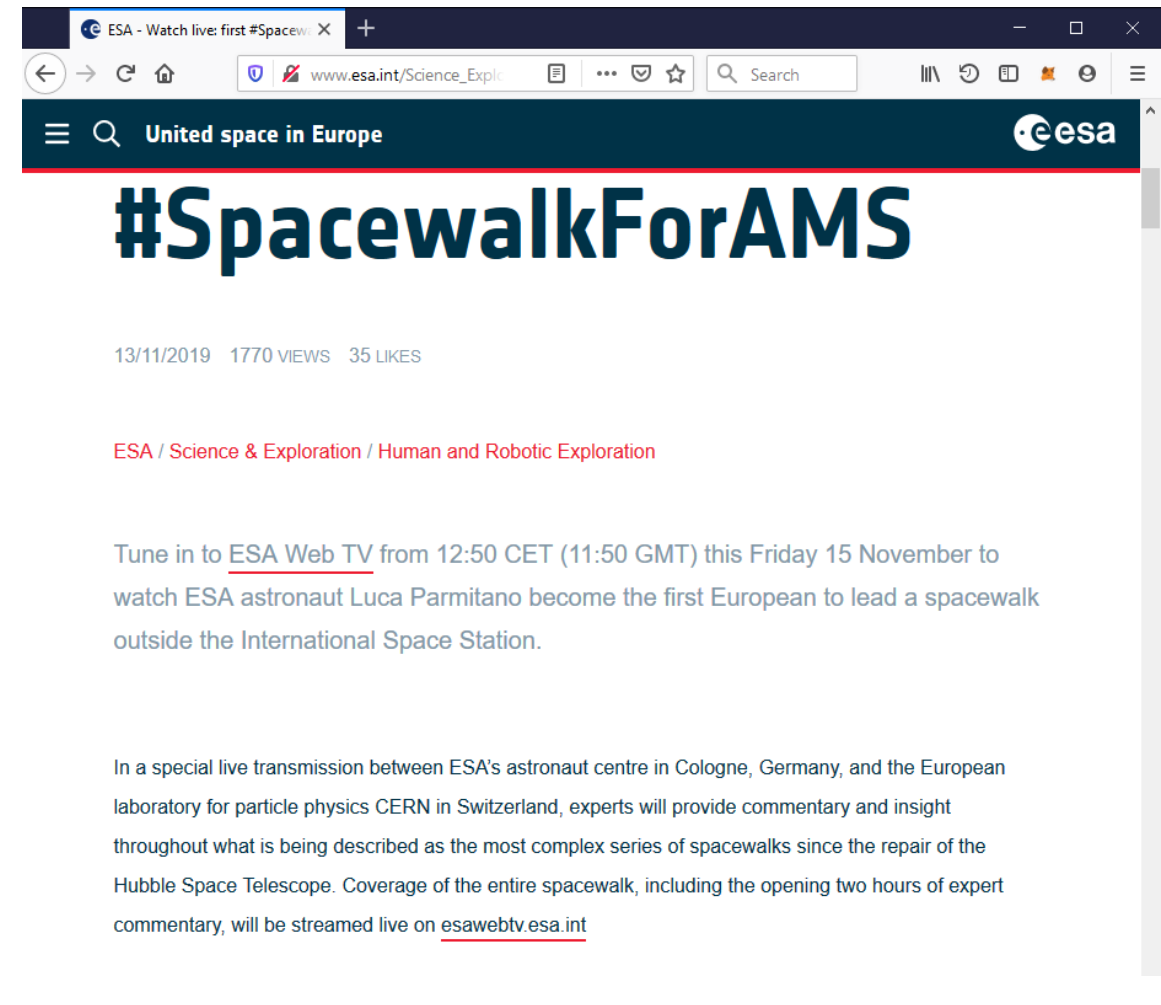 ESA - Watch live: first #Spacew
www.esa.int/Science_Explo
Search
United space in Europe
esa
#SpacewalkForAMS
13/11/2019 1770 VIEWS 35 LIKES
ESA / Science & Exploration / Human and Robotic Exploration
Tune in to ESA Web TV from 12:50 CET (11:50 GMT) this Friday 15 November to
watch ESA astronaut Luca Parmitano become the first European to lead a spacewalk
outside the International Space Station.
In a special live transmission between ESA’s astronaut centre in Cologne, Germany, and the European
laboratory for particle physics CERN in Switzerland, experts will provide commentary and insight
throughout what is being described as the most complex series of spacewalks since the repair of the
Hubble Space Telescope. Coverage of the entire spacewalk, including the opening two hours of expert
commentary, will be streamed live on esawebtv.esa.int